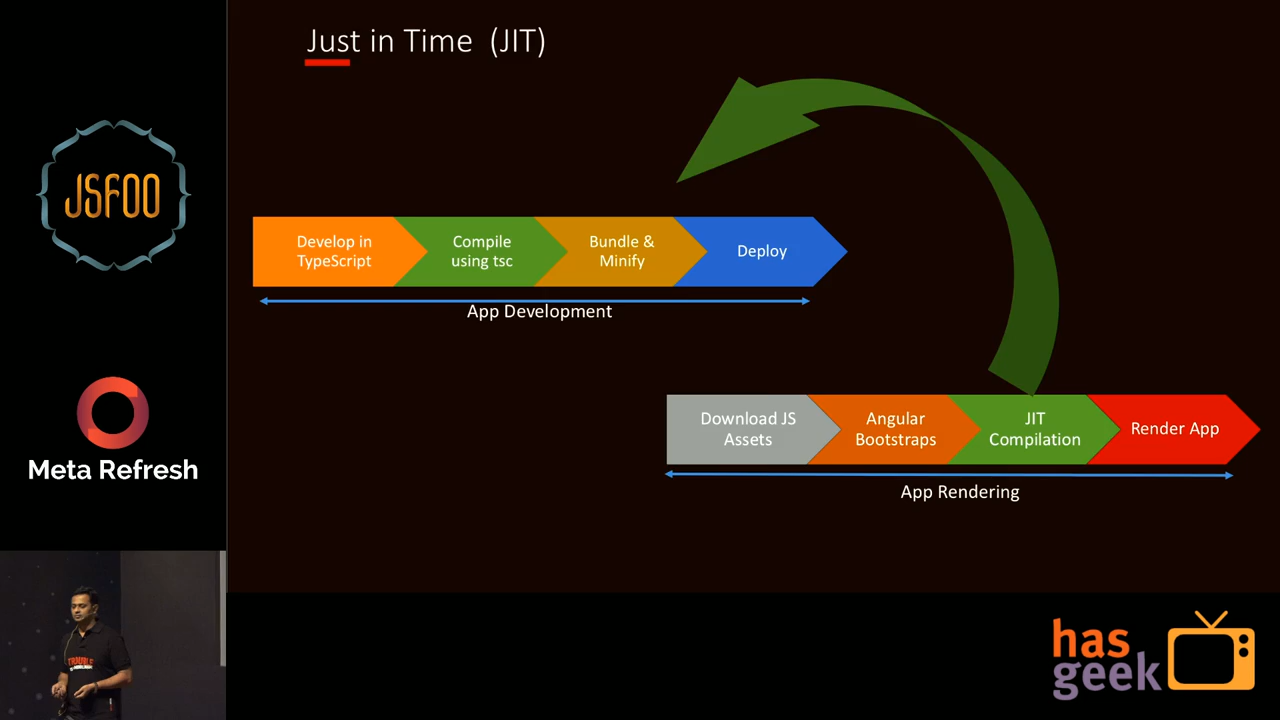 Just in Time (JIT)
JSFOO
Meta Refresh
Develop in
TypeScript
Compile
using tsc
Bundle &
Minify
Deploy
App Development
Download JS
Assets
Angular
Bootstraps
JIT
Compilation
Render App
App Rendering
has
geek